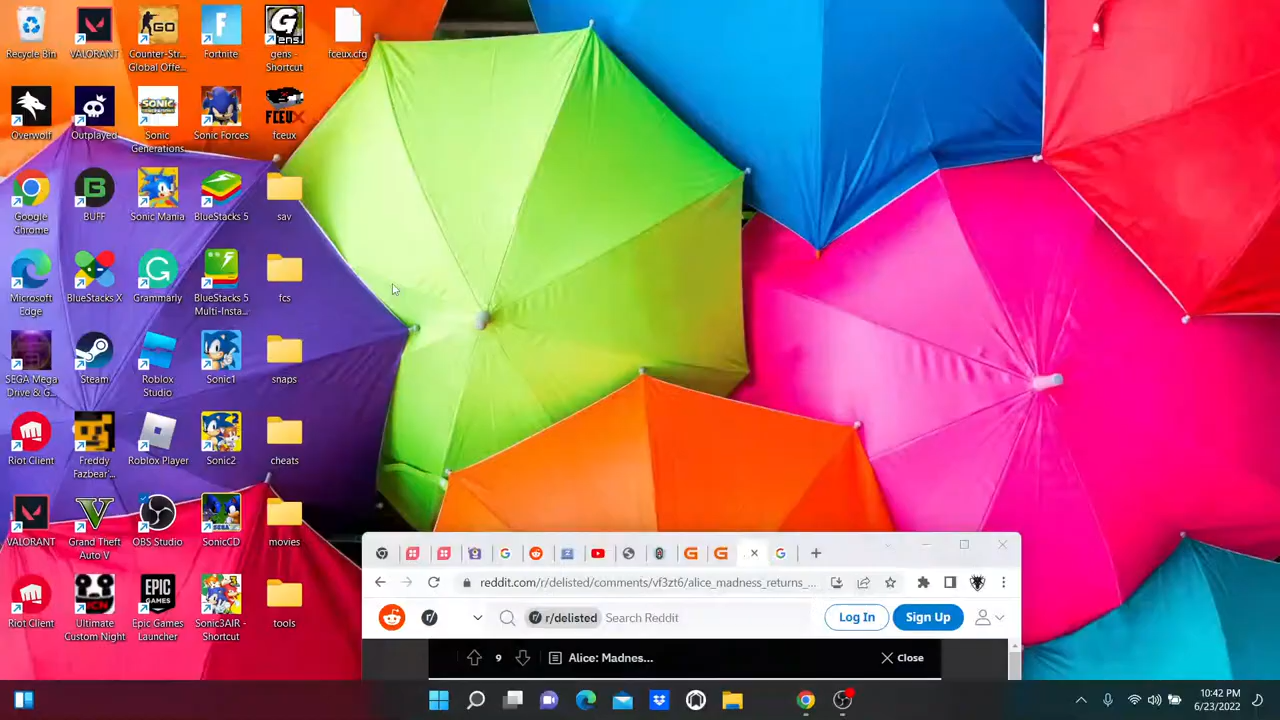 Recycle Bin
VALORANT
Counter-Str...
Global Offe...
Fortnite
gens -
Shortcut
fceux.cfg
Overwolf
Outplayed
Sonic
Generations
Sonic Forces
fceux
Google
Chrome
BUFF
Sonic Mania
BlueStacks 5
sav
Microsoft
Edge
BlueStacks X
Grammarly
BlueStacks 5
Multi-Insta...
fcs
SEGA Mega
Drive & G...
Steam
Roblox
Studio
Sonic1
snaps
Riot Client
Freddy
Fazbear'...
Roblox Player
Sonic2
cheats
VALORANT
Grand Theft
Auto V
OBS Studio
SonicCD
movies
Riot Client
Ultimate
Custom Night
Epic Games
Launcher
Sonic3AIR -
Shortcut
tools
reddit.com/r/delisted/comments/vf3zt6/alice_madness_returns_...
r/delisted
Search Reddit
Log In
Sign Up
9
Alice: Madnes...
Close
10:42 PM
6/23/2022